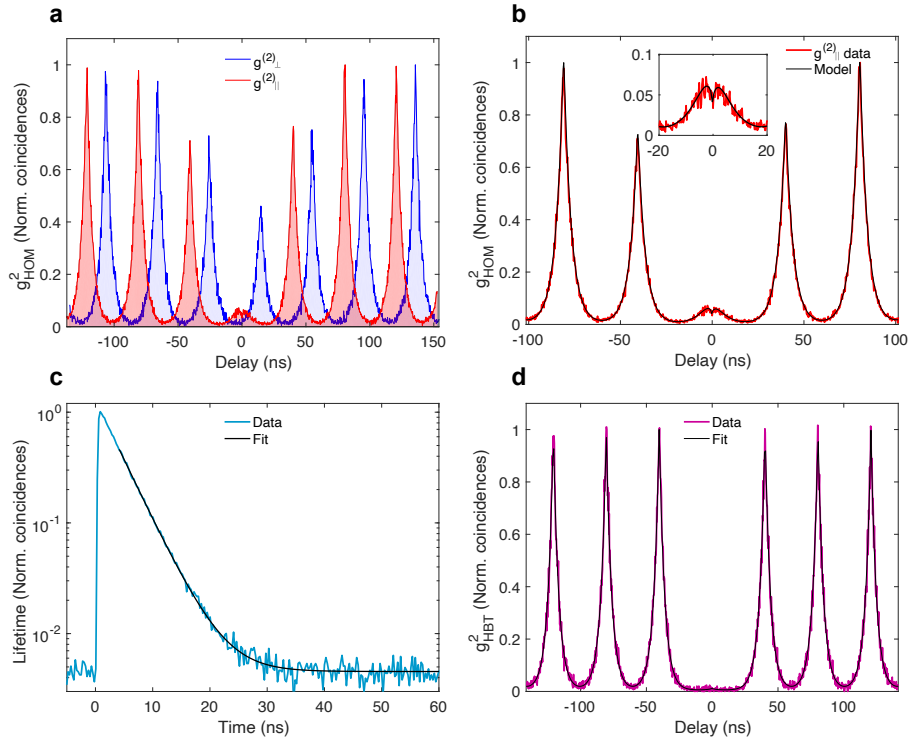 a
g(2)⊥
g(2)||
g²HOM (Norm. coincidences)
1
0.8
0.6
0.4
0.2
0
-100
-50
0
50
100
150
Delay (ns)
b
g(2)|| data
Model
0.1
0.05
0
-20
0
20
g²HOM (Norm. coincidences)
1
0.8
0.6
0.4
0.2
0
-100
-50
0
50
100
Delay (ns)
c
Data
Fit
Lifetime (Norm. coincidences)
10⁰
10⁻¹
10⁻²
0
10
20
30
40
50
60
Time (ns)
d
Data
Fit
g²HBT (Norm. coincidences)
1
0.8
0.6
0.4
0.2
0
-100
-50
0
50
100
Delay (ns)